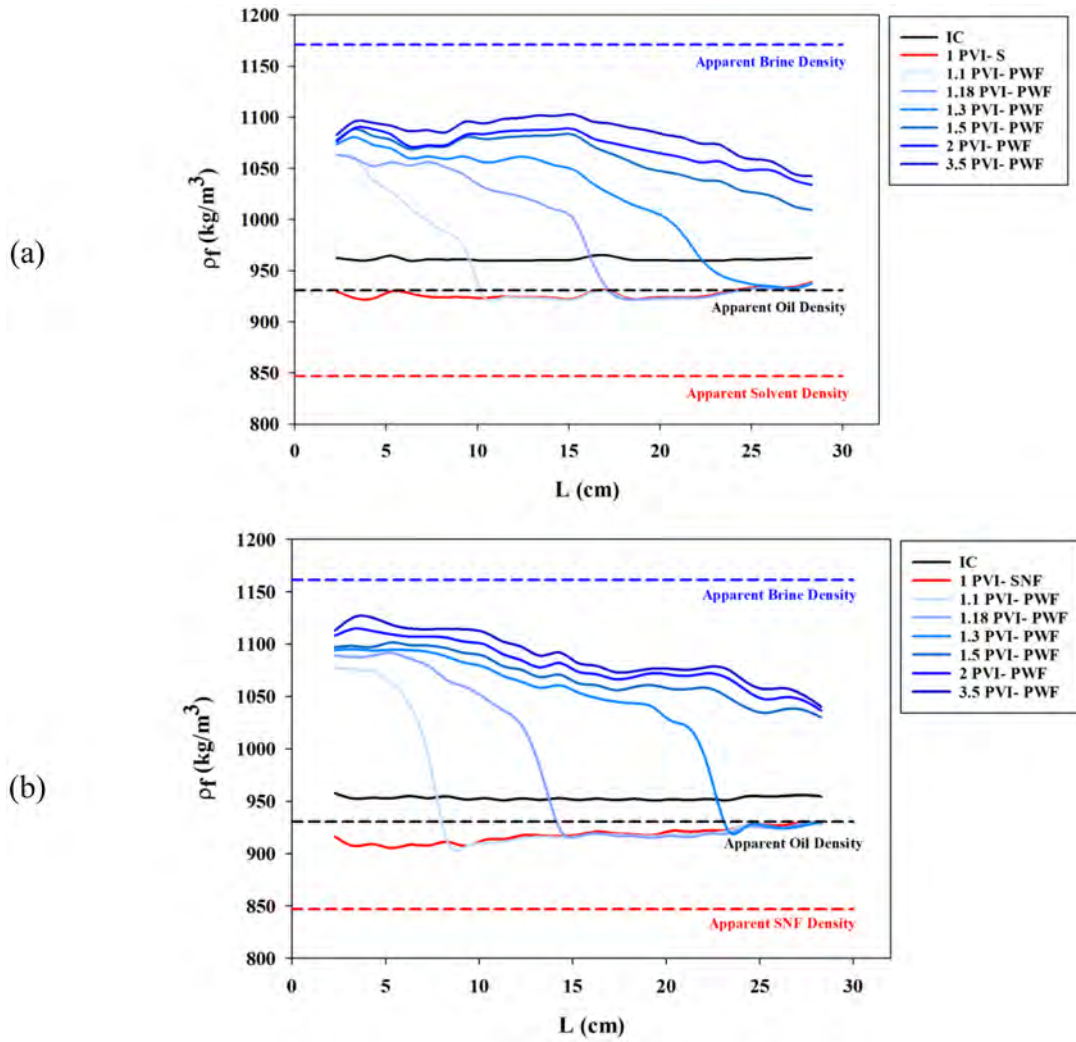 (a)
ρf (kg/m³)
1200
1150
1100
1050
1000
950
900
850
800
Apparent Brine Density
Apparent Oil Density
Apparent Solvent Density
0 5 10 15 20 25 30
L (cm)
IC
1 PVI- S
1.1 PVI- PWF
1.18 PVI- PWF
1.3 PVI- PWF
1.5 PVI- PWF
2 PVI- PWF
3.5 PVI- PWF
(b)
ρf (kg/m³)
1200
1150
1100
1050
1000
950
900
850
800
Apparent Brine Density
Apparent Oil Density
Apparent SNF Density
0 5 10 15 20 25 30
L (cm)
IC
1 PVI- SNF
1.1 PVI- PWF
1.18 PVI- PWF
1.3 PVI- PWF
1.5 PVI- PWF
2 PVI- PWF
3.5 PVI- PWF